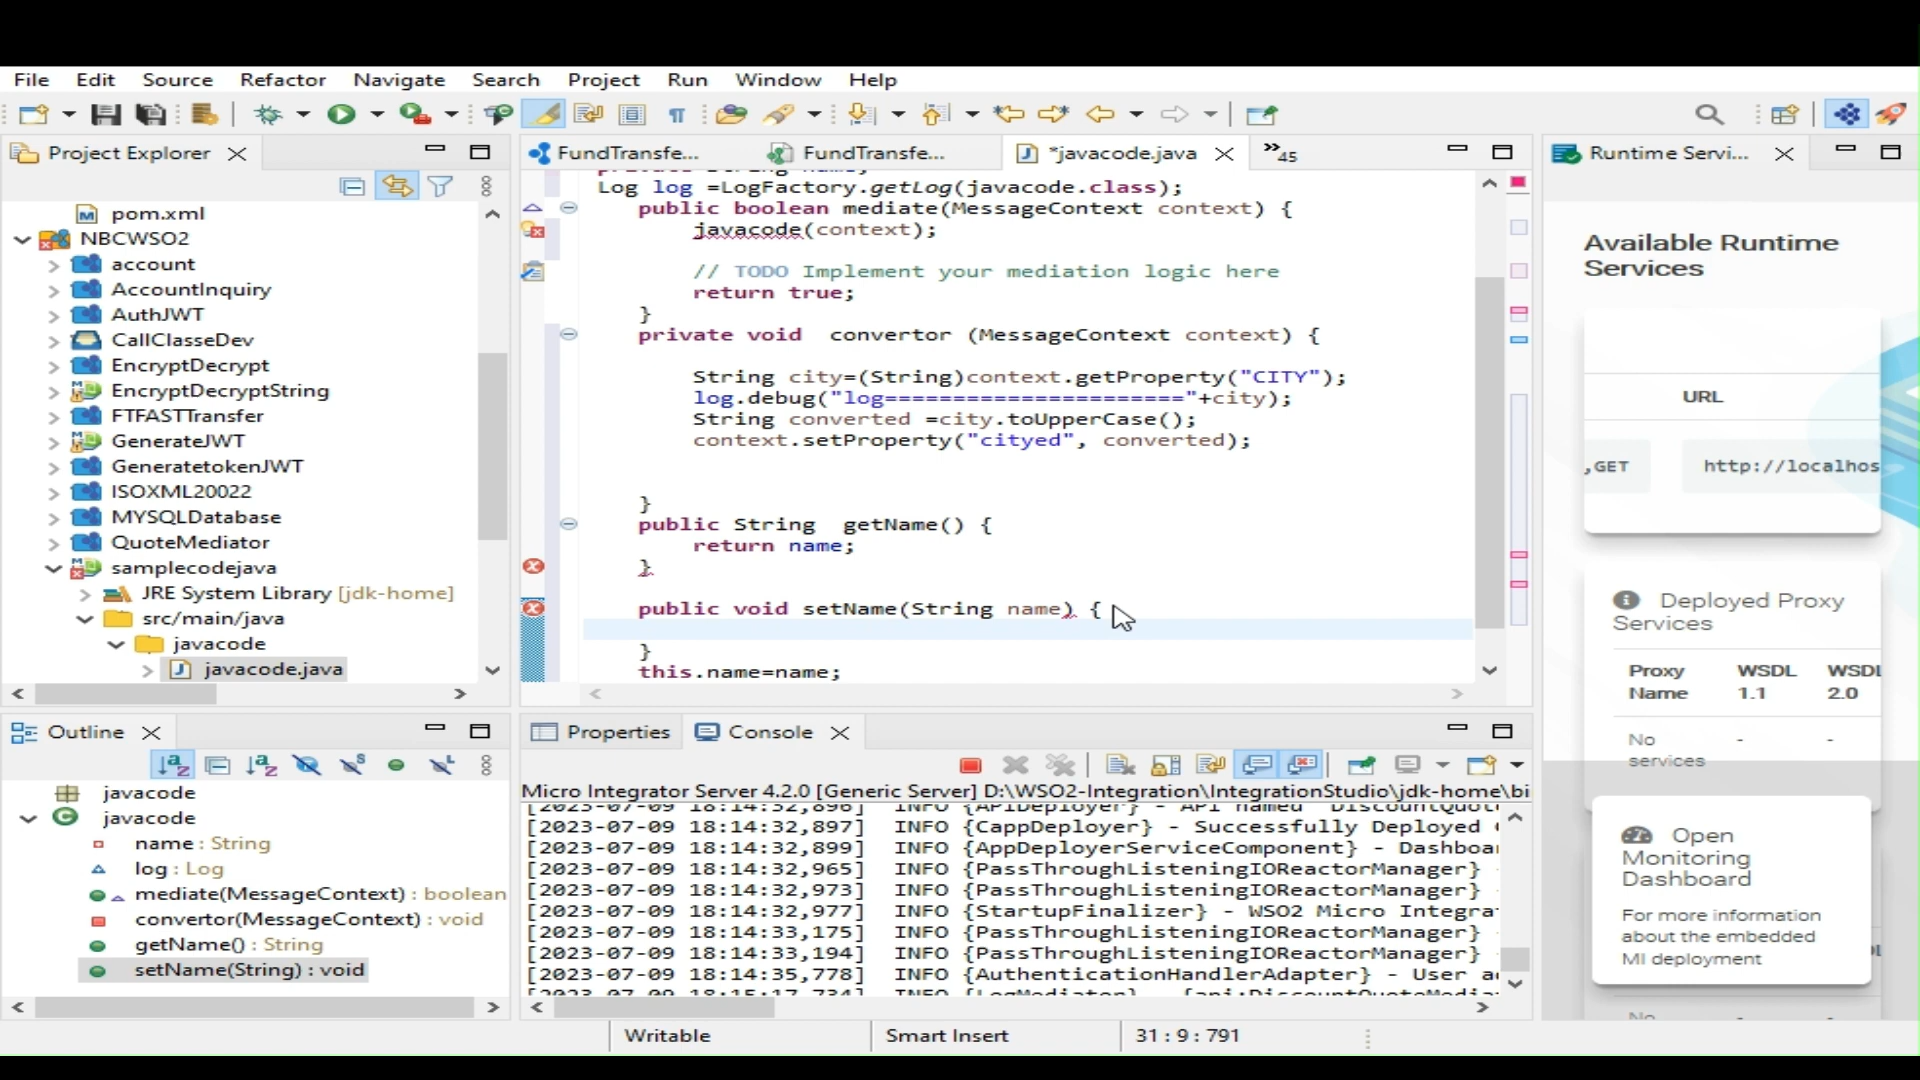 File Edit Source Refactor Navigate Search Project Run Window Help
Project Explorer
pom.xml
NBCWSO2
account
AccountInquiry
AuthJWT
CallClasseDev
EncryptDecrypt
EncryptDecryptString
FTFASTTransfer
GenerateJWT
GeneratetokenJWT
ISOXML20022
MYSQLDatabase
QuoteMediator
samplecodejava
JRE System Library [jdk-home]
src/main/java
javacode
javacode.java
Outline
javacode
javacode
name : String
log : Log
mediate(MessageContext) : boolean
convertor(MessageContext) : void
getName() : String
setName(String) : void
FundTransfe... FundTransfe... *javacode.java »45
Log log =LogFactory.getLog(javacode.class);
public boolean mediate(MessageContext context) {
javacode(context);
// TODO Implement your mediation logic here
return true;
}
private void convertor (MessageContext context) {
String city=(String)context.getProperty("CITY");
log.debug("log======================"+city);
String converted =city.toUpperCase();
context.setProperty("cityed", converted);
}
public String getName() {
return name;
}
public void setName(String name) {
}
this.name=name;
Properties Console
Micro Integrator Server 4.2.0 [Generic Server] D:\WSO2-Integration\IntegrationStudio\jdk-home\bi
[2023-07-09 18:14:32,896] INFO {APIDeployer} - API named
[2023-07-09 18:14:32,897] INFO {CappDeployer} - Successfully Deployed
[2023-07-09 18:14:32,899] INFO {AppDeployerServiceComponent} - Dashboa
[2023-07-09 18:14:32,965] INFO {PassThroughListeningIOReactorManager}
[2023-07-09 18:14:32,973] INFO {PassThroughListeningIOReactorManager}
[2023-07-09 18:14:32,977] INFO {StartupFinalizer} - WSO2 Micro Integra
[2023-07-09 18:14:33,175] INFO {PassThroughListeningIOReactorManager}
[2023-07-09 18:14:33,194] INFO {PassThroughListeningIOReactorManager}
[2023-07-09 18:14:35,778] INFO {AuthenticationHandlerAdapter} - User a
Runtime Servi...
Available Runtime
Services
URL
,GET http://localhos
Deployed Proxy
Services
Proxy WSDL WSDL
Name 1.1 2.0
No - -
services
Open
Monitoring
Dashboard
For more information
about the embedded
MI deployment
No
Writable Smart Insert 31 : 9 : 791